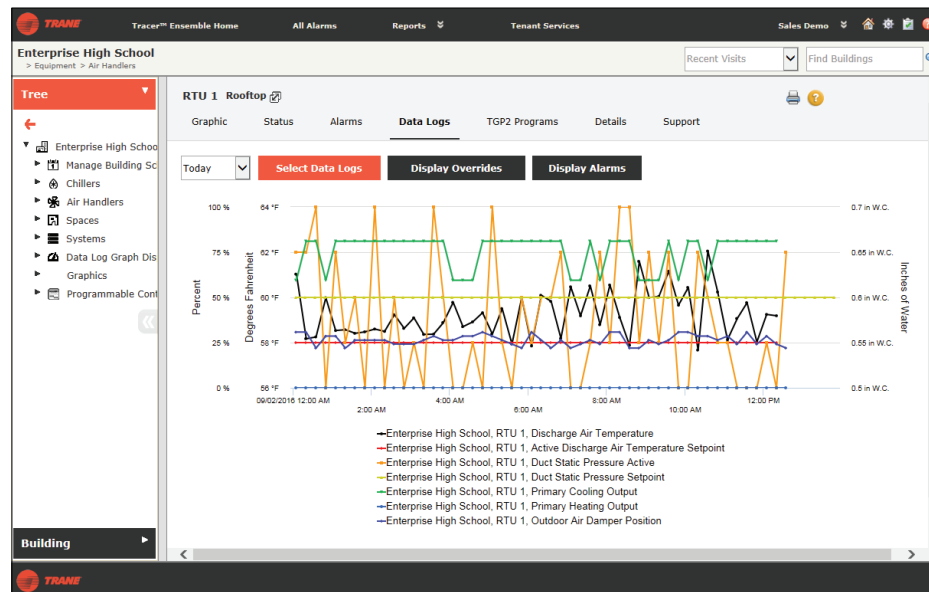 TRANE
Tracer™ Ensemble Home
All Alarms
Reports
Tenant Services
Sales Demo
Enterprise High School
> Equipment > Air Handlers
Recent Visits
Find Buildings
Tree
RTU 1 Rooftop
?
Graphic
Status
Alarms
Data Logs
TGP2 Programs
Details
Support
Enterprise High Schoo
Manage Building Sc
Chillers
Air Handlers
Spaces
Systems
Data Log Graph Dis
Graphics
Programmable Cont
Today
Select Data Logs
Display Overrides
Display Alarms
100 %
64 °F
0.7 in W.C.
75 %
62 °F
0.65 in W.C.
Percent
50 %
Degrees Fahrenheit
60 °F
0.6 in W.C.
Inches of Water
25 %
58 °F
0.55 in W.C.
0 %
56 °F
0.5 in W.C.
09/02/2016 12:00 AM
2:00 AM
4:00 AM
6:00 AM
8:00 AM
10:00 AM
12:00 PM
Enterprise High School, RTU 1, Discharge Air Temperature
Enterprise High School, RTU 1, Active Discharge Air Temperature Setpoint
Enterprise High School, RTU 1, Duct Static Pressure Active
Enterprise High School, RTU 1, Duct Static Pressure Setpoint
Enterprise High School, RTU 1, Primary Cooling Output
Enterprise High School, RTU 1, Primary Heating Output
Enterprise High School, RTU 1, Outdoor Air Damper Position
Building
TRANE